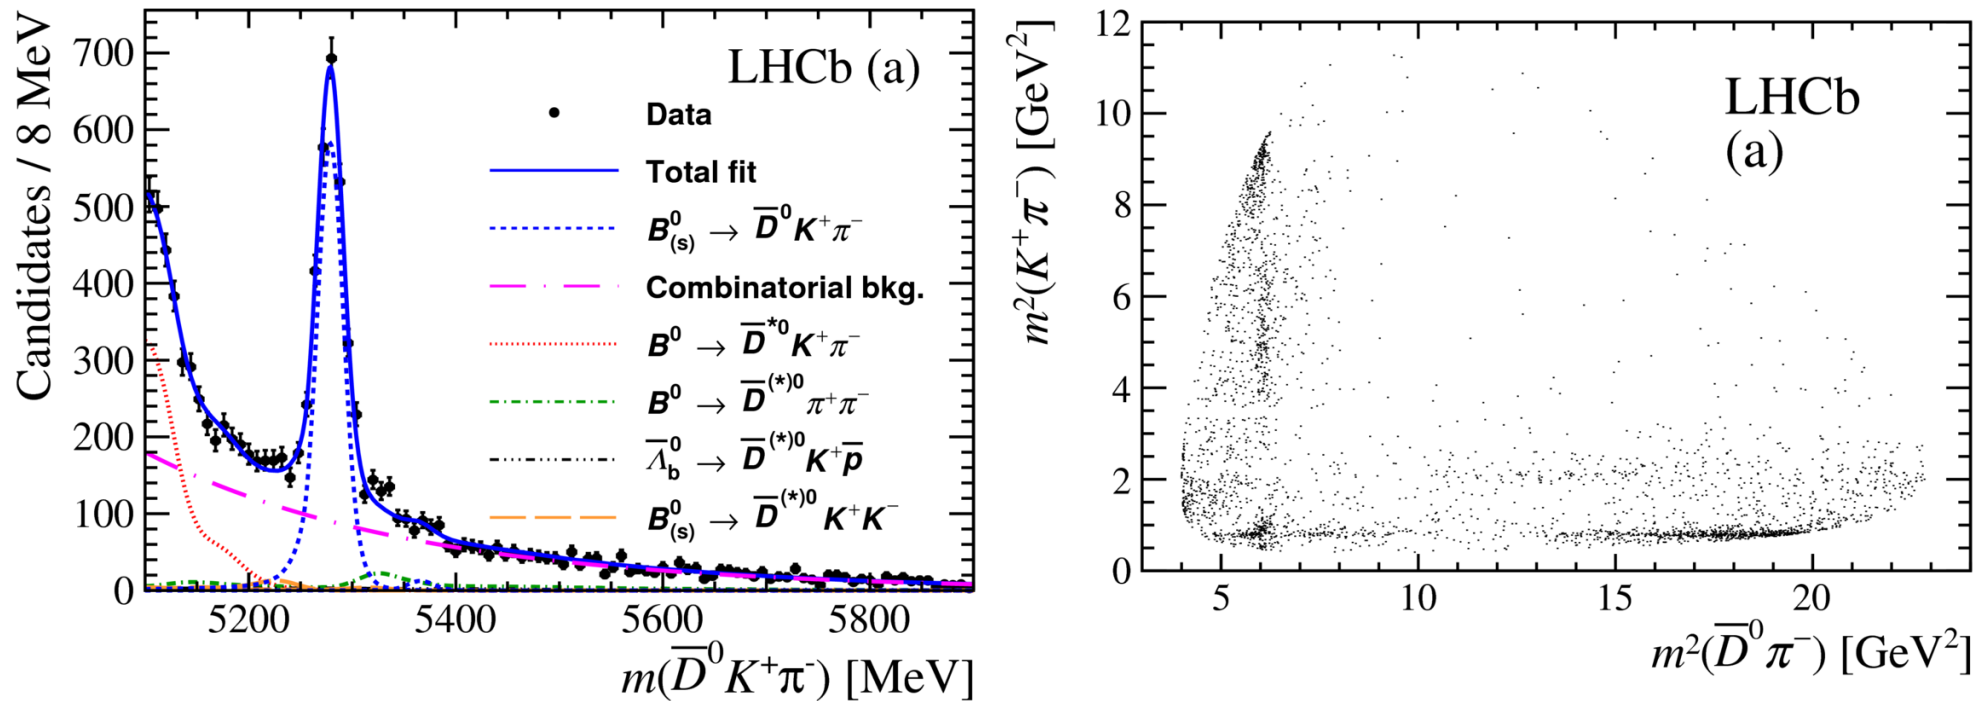 LHCb (a)
Candidates / 8 MeV
700
600
500
400
300
200
100
0
Data
Total fit
B⁰₍ₛ₎ → D̅⁰K⁺π⁻
Combinatorial bkg.
B⁰ → D̅*⁰K⁺π⁻
B⁰ → D̅⁽*⁾⁰π⁺π⁻
Λ̅⁰b → D̅⁽*⁾⁰K⁺p̅
B⁰₍ₛ₎ → D̅⁽*⁾⁰K⁺K⁻
5200 5400 5600 5800
m(D̅⁰K⁺π⁻) [MeV]
m²(K⁺π⁻) [GeV²]
12
10
8
6
4
2
0
LHCb
(a)
5 10 15 20
m²(D̅⁰π⁻) [GeV²]